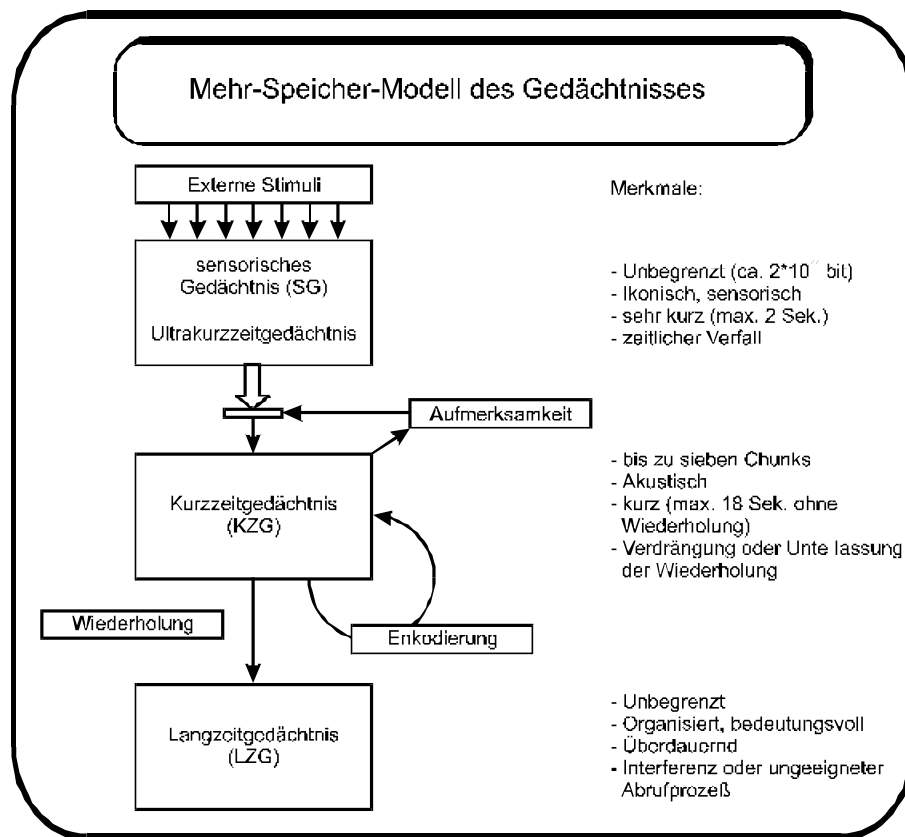 Mehr-Speicher-Modell des Gedächtnisses
Externe Stimuli
Merkmale:
sensorisches
Gedächtnis (SG)
Ultrakurzzeitgedächtnis
- Unbegrenzt (ca. 2*10 bit)
- Ikonisch, sensorisch
- sehr kurz (max. 2 Sek.)
- zeitlicher Verfall
Aufmerksamkeit
Kurzzeitgedächtnis
(KZG)
- bis zu sieben Chunks
- Akustisch
- kurz (max. 18 Sek. ohne
Wiederholung)
- Verdrängung oder Unte lassung
der Wiederholung
Wiederholung
Enkodierung
Langzeitgedächtnis
(LZG)
- Unbegrenzt
- Organisiert, bedeutungsvoll
- Überdauernd
- Interferenz oder ungeeigneter
Abrufprozeß